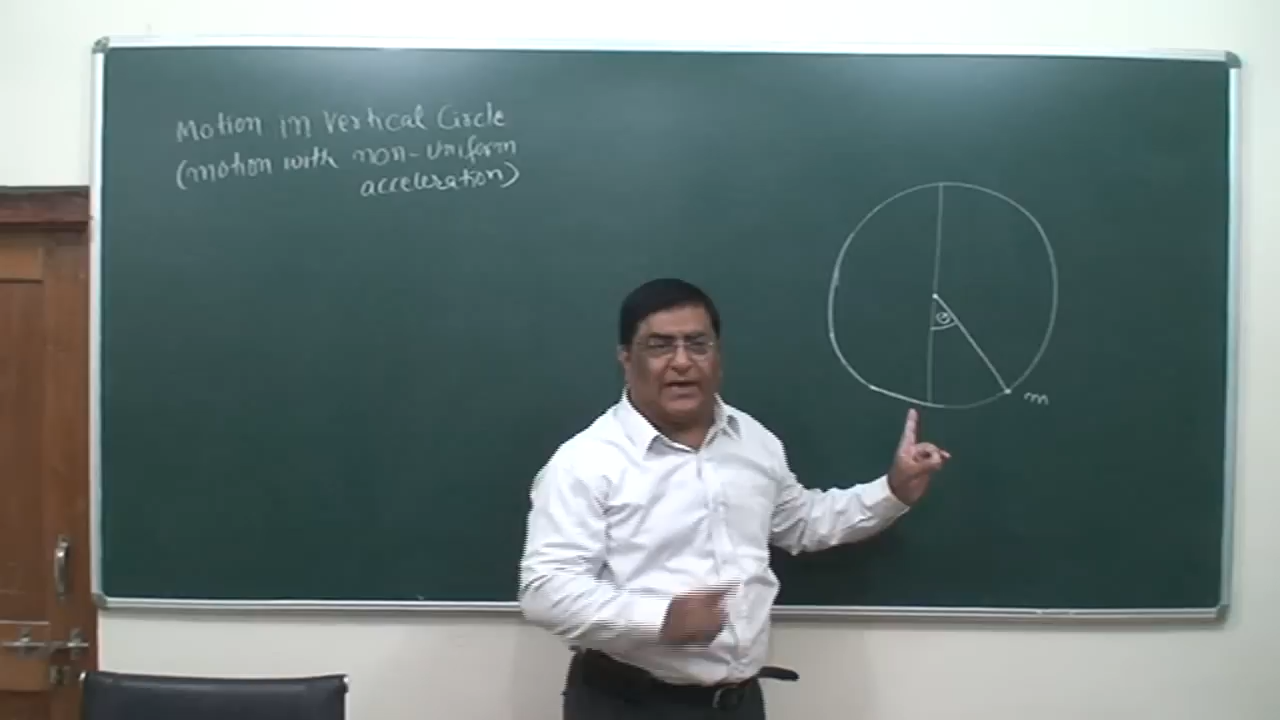 Motion in Vertical Circle
(motion with non-uniform
acceleration)
θ
m